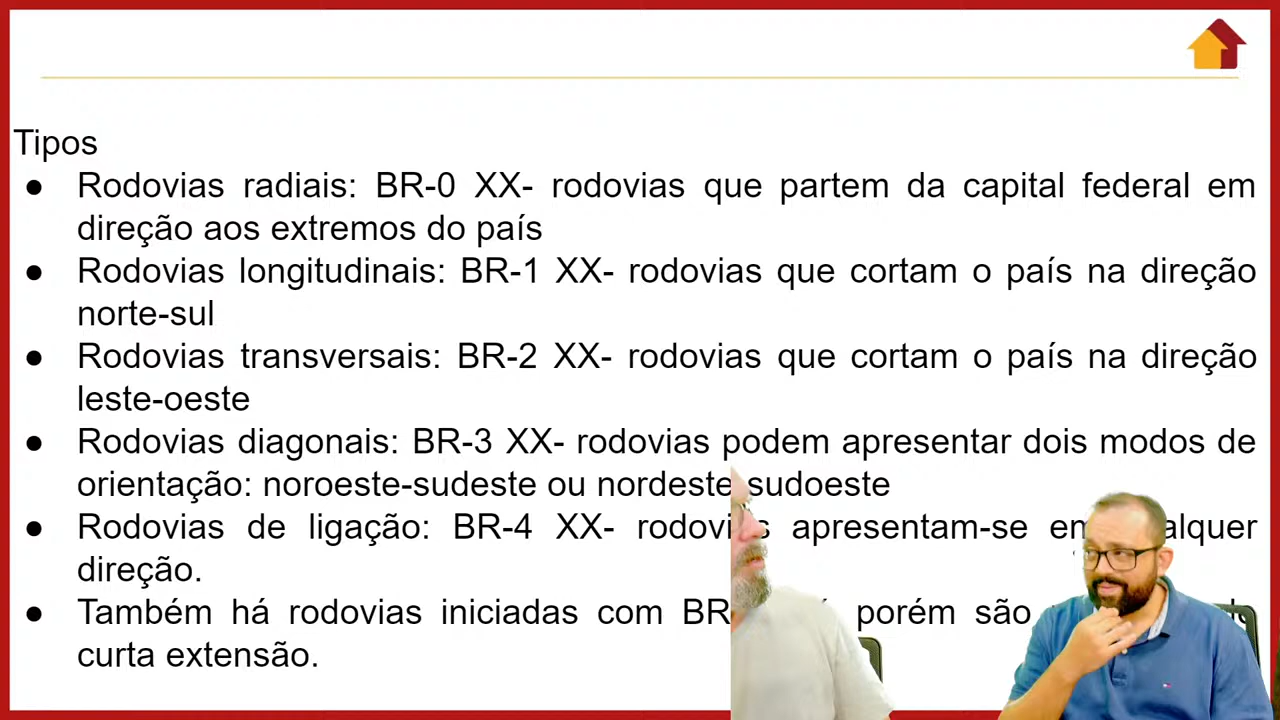 Tipos
● Rodovias radiais: BR-0 XX- rodovias que partem da capital federal em
direção aos extremos do país
● Rodovias longitudinais: BR-1 XX- rodovias que cortam o país na direção
norte-sul
● Rodovias transversais: BR-2 XX- rodovias que cortam o país na direção
leste-oeste
● Rodovias diagonais: BR-3 XX- rodovias podem apresentar dois modos de
orientação: noroeste-sudeste ou nordeste sudoeste
● Rodovias de ligação: BR-4 XX- rodovias apresentam-se
direção.
● Também há rodovias iniciadas com BR porém são
curta extensão.